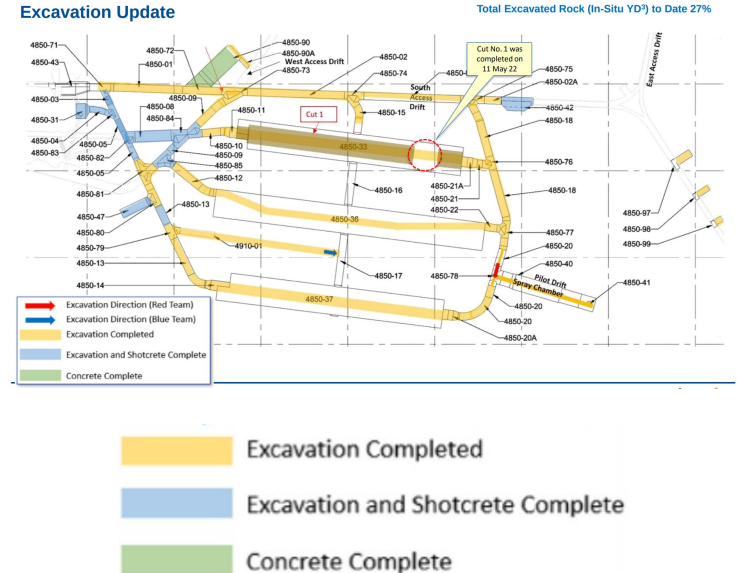 Excavation Update
Total Excavated Rock (In-Situ YD³) to Date 27%
Cut No. 1 was
completed on
11 May 22
4850-71
4850-43
4850-03
4850-31
4850-04
4850-83
4850-05
4850-82
4850-05
4850-81
4850-47
4850-80
4850-79
4850-13
4850-14
4850-72
4850-01
4850-09
4850-08
4850-84
4850-90
4850-90A
West Access Drift
4850-73
4850-02
4850-74
4850-11
4850-15
South
Access
Drift
4850-75
4850-02A
4850-42
East Access Drift
Cut 1
4850-33
4850-10
4850-09
4850-85
4850-12
4850-13
4850-16
4850-21A
4850-21
4850-22
4850-18
4850-76
4850-18
4850-36
4850-77
4850-20
4850-40
4850-78
4910-01
4850-17
Pilot Drift
Spray Chamber
4850-41
4850-37
4850-20
4850-20
4850-20A
4850-97
4850-98
4850-99
Excavation Direction (Red Team)
Excavation Direction (Blue Team)
Excavation Completed
Excavation and Shotcrete Complete
Concrete Complete
Excavation Completed
Excavation and Shotcrete Complete
Concrete Complete